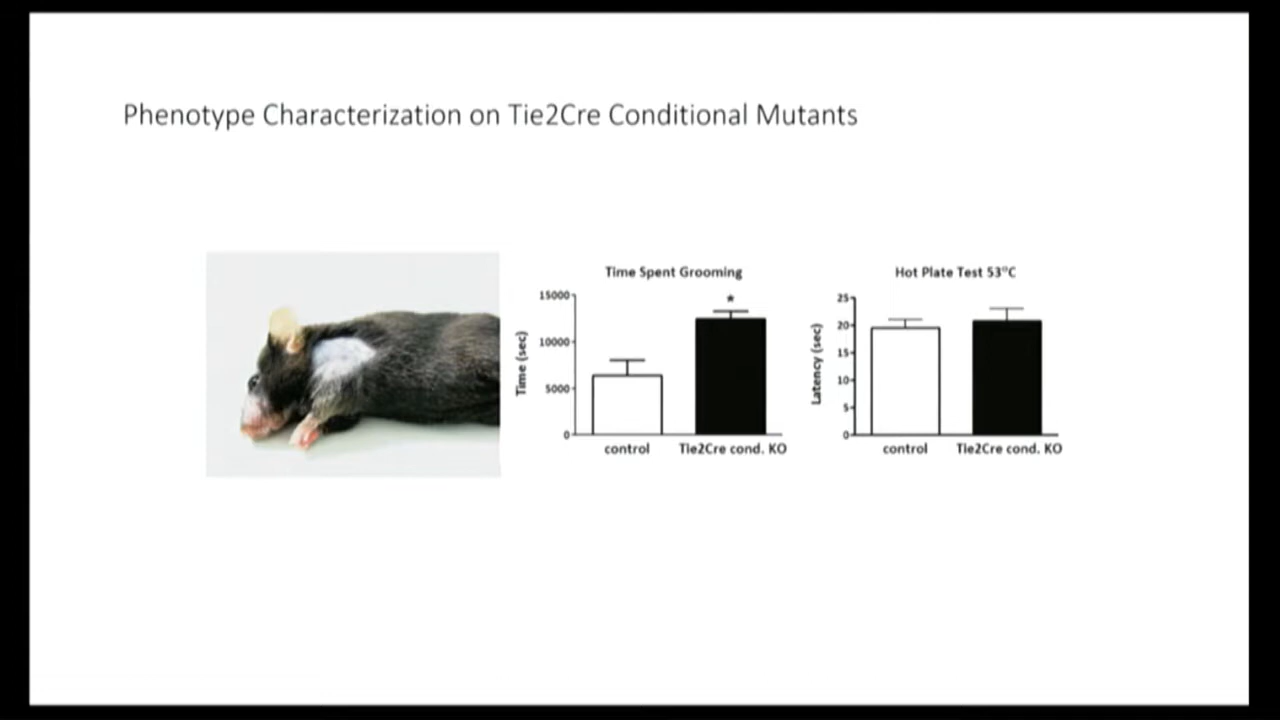 Phenotype Characterization on Tie2Cre Conditional Mutants
Time Spent Grooming
*
15000
10000
5000
0
Time (sec)
control
Tie2Cre cond. KO
Hot Plate Test 53°C
25
20
15
10
5
0
Latency (sec)
control
Tie2Cre cond. KO